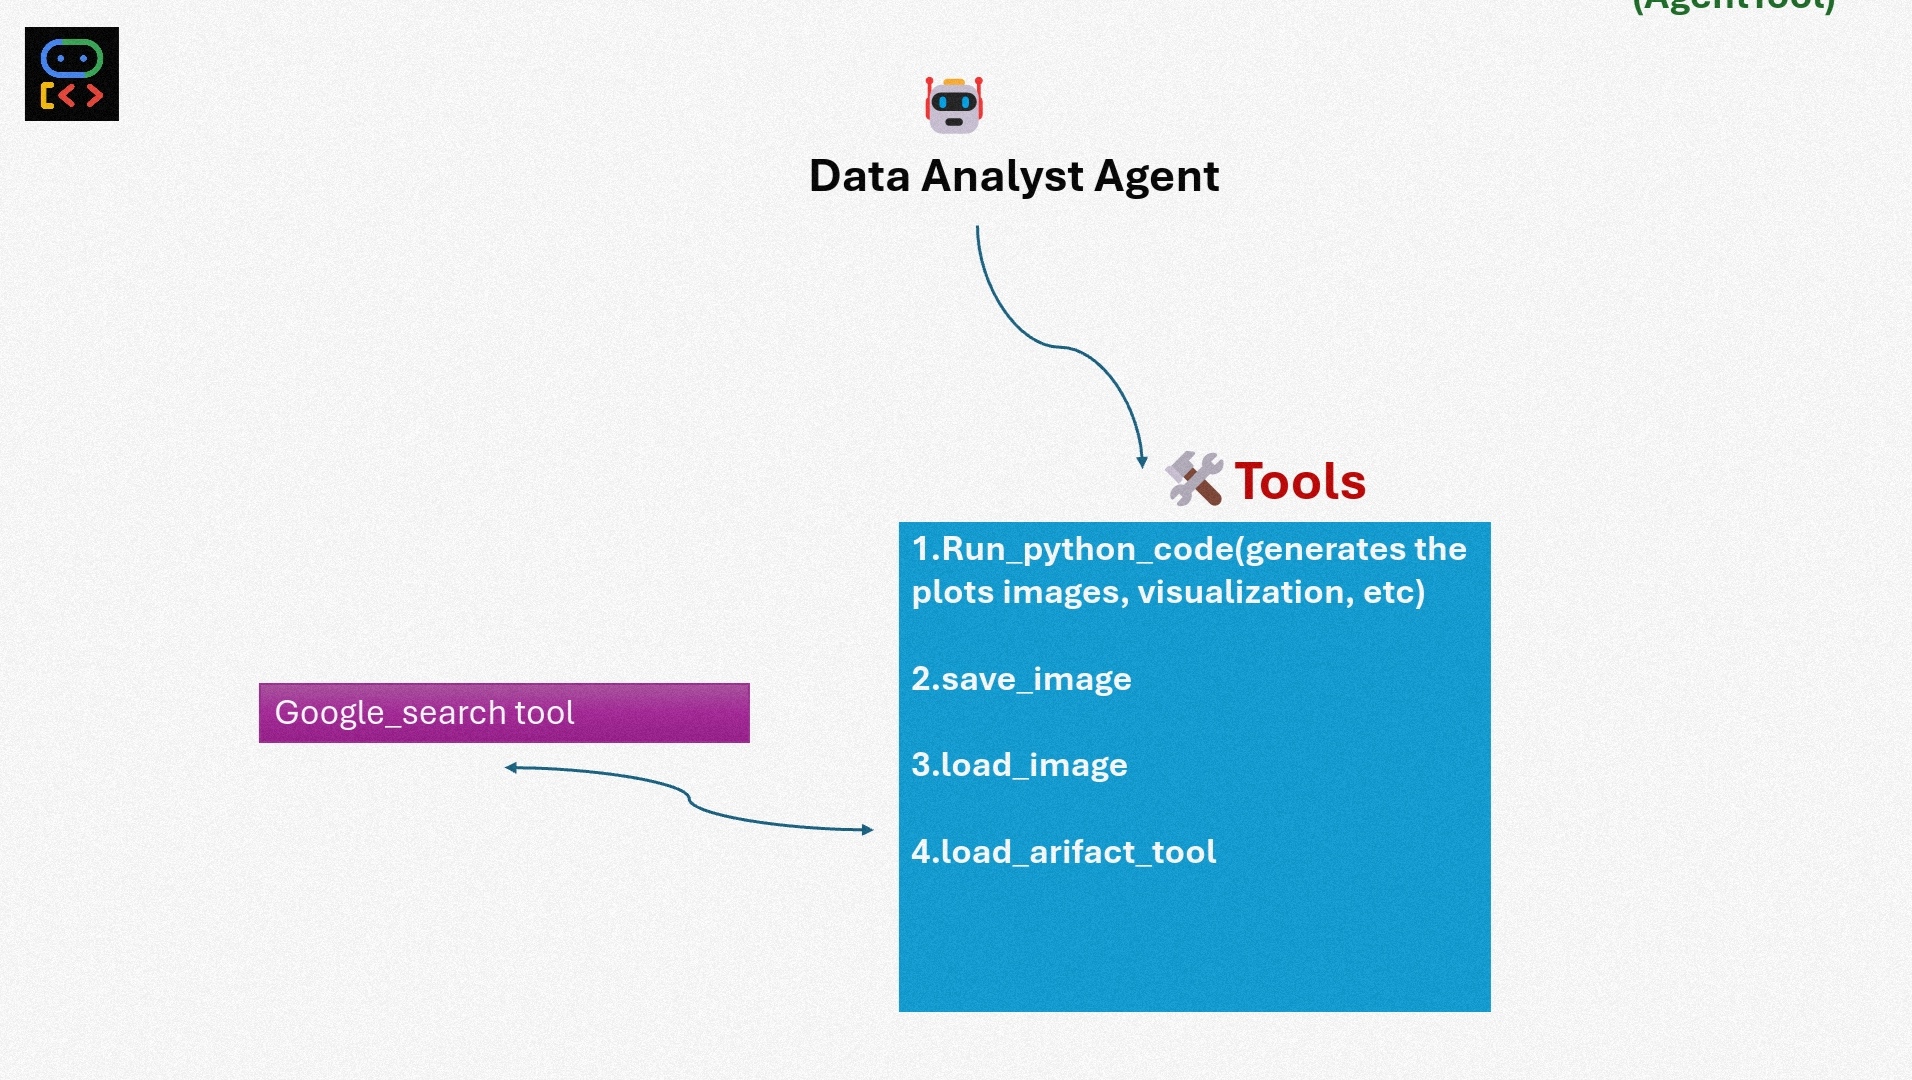 (AgentTool)
Data Analyst Agent
Tools
1.Run_python_code(generates the
plots images, visualization, etc)
2.save_image
3.load_image
4.load_arifact_tool
Google_search tool